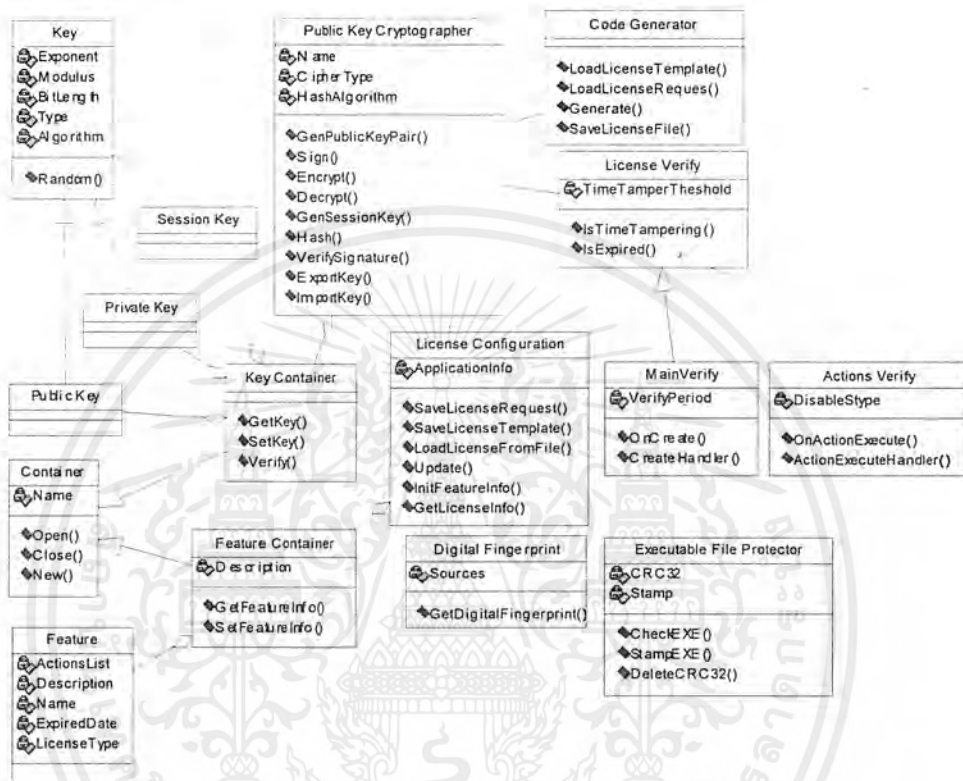 Key
Exponent
Modulus
BitLength
Type
Algorithm
Random()
Public Key Cryptographer
Name
CipherType
HashAlgorithm
GenPublicKeyPair()
Sign()
Encrypt()
Decrypt()
GenSessionKey()
Hash()
VerifySignature()
ExportKey()
ImportKey()
Code Generator
LoadLicenseTemplate()
LoadLicenseReques()
Generate()
SaveLicenseFile()
License Verify
TimeTamperTheshold
IsTimeTampering()
IsExpired()
Session Key
Private Key
Public Key
Key Container
GetKey()
SetKey()
Verify()
License Configuration
ApplicationInfo
SaveLicenseRequest()
SaveLicenseTemplate()
LoadLicenseFromFile()
Update()
InitFeatureInfo()
GetLicenseInfo()
MainVerify
VerifyPeriod
OnCreate()
CreateHandler()
Actions Verify
DisableStype
OnActionExecute()
ActionExecuteHandler()
Container
Name
Open()
Close()
New()
Feature Container
Description
GetFeatureInfo()
SetFeatureInfo()
Digital Fingerprint
Sources
GetDigitalFingerprint()
Executable File Protector
CRC32
Stamp
CheckEXE()
StampEXE()
DeleteCRC32()
Feature
ActionsList
Description
Name
ExpiredDate
LicenseType